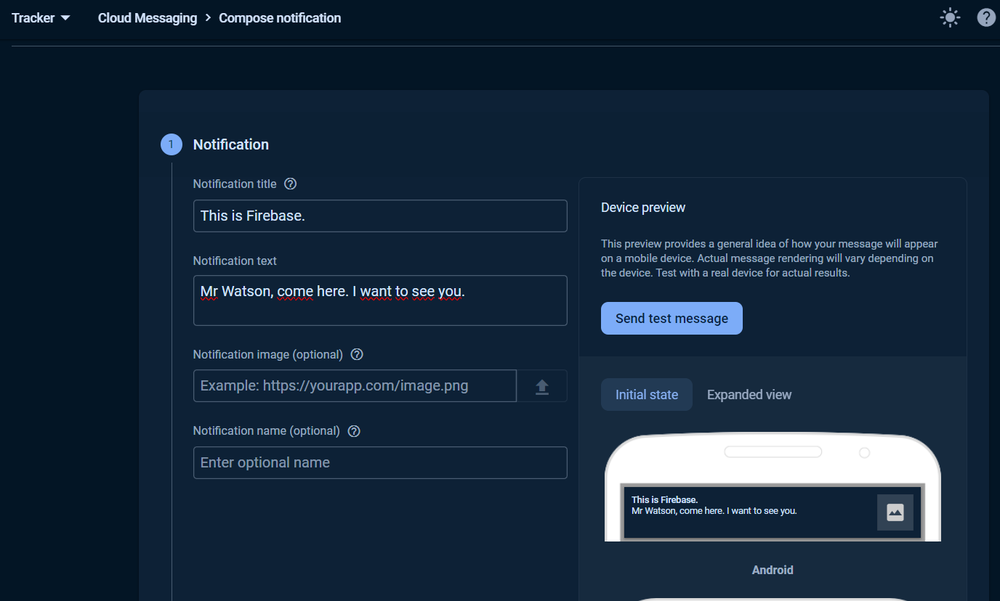 Tracker
Cloud Messaging > Compose notification
?
1
Notification
Notification title ?
This is Firebase.
Notification text
Mr Watson, come here. I want to see you.
Notification image (optional) ?
Example: https://yourapp.com/image.png
Notification name (optional) ?
Enter optional name
Device preview
This preview provides a general idea of how your message will appear
on a mobile device. Actual message rendering will vary depending on
the device. Test with a real device for actual results.
Send test message
Initial state
Expanded view
This is Firebase.
Mr Watson, come here. I want to see you.
Android